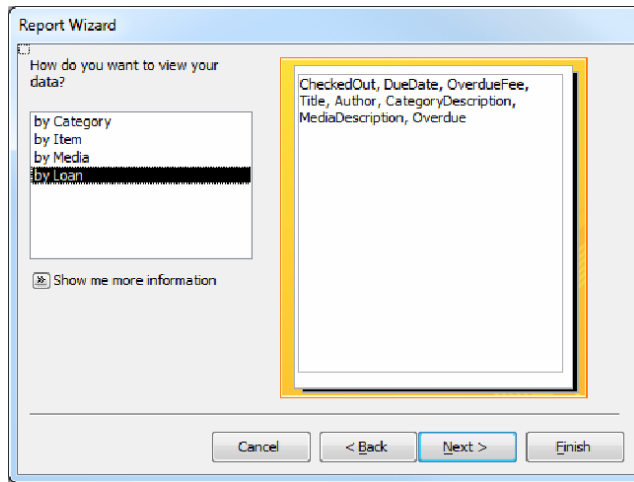 Report Wizard
How do you want to view your
data?
by Category
by Item
by Media
by Loan
Show me more information
CheckedOut, DueDate, OverdueFee,
Title, Author, CategoryDescription,
MediaDescription, Overdue
Cancel
< Back
Next >
Finish